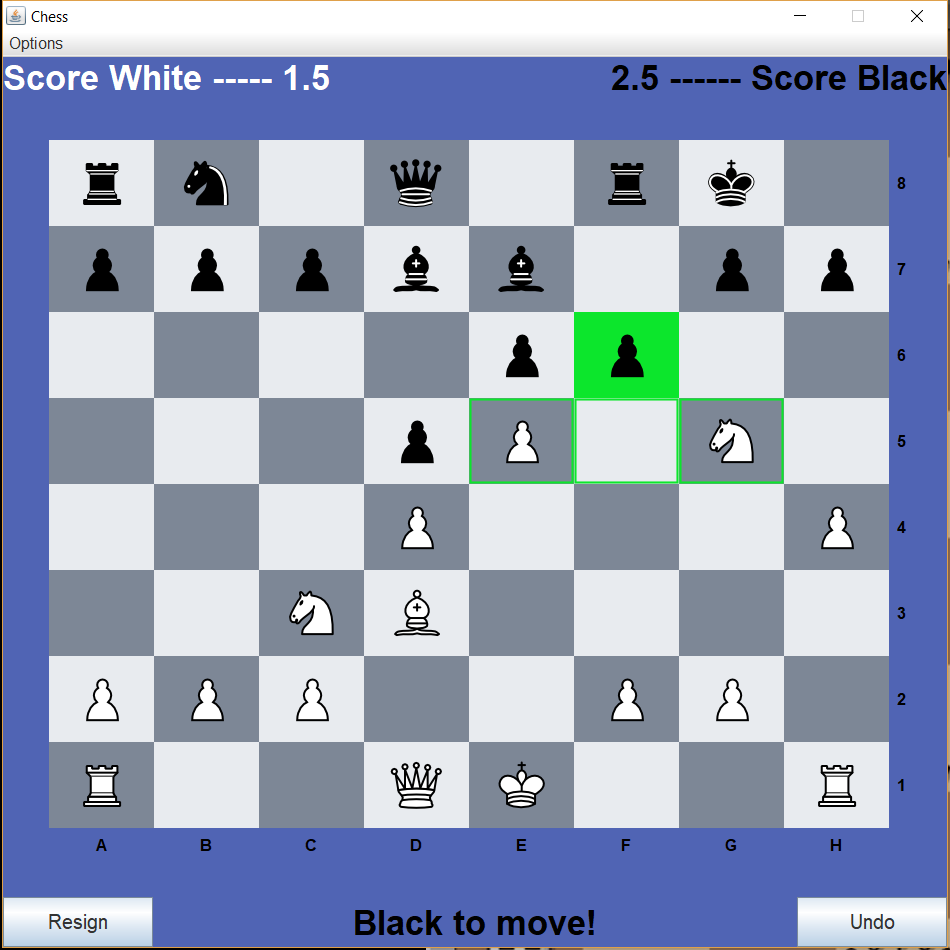 Chess
Options
Score White ----- 1.5
2.5 ------ Score Black
8
7
6
5
4
3
2
1
A B C D E F G H
Resign
Black to move!
Undo